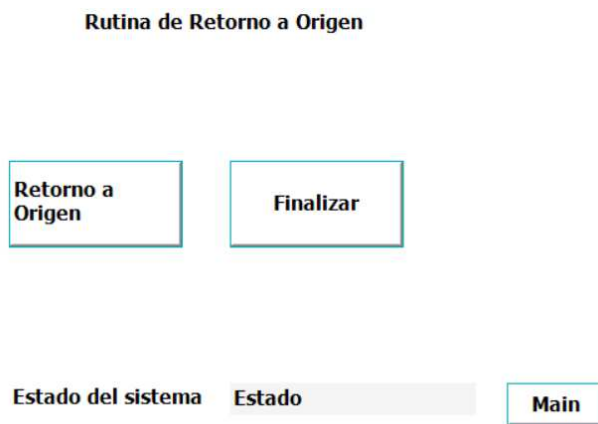 Rutina de Retorno a Origen
Retorno a
Origen
Finalizar
Estado del sistema
Estado
Main